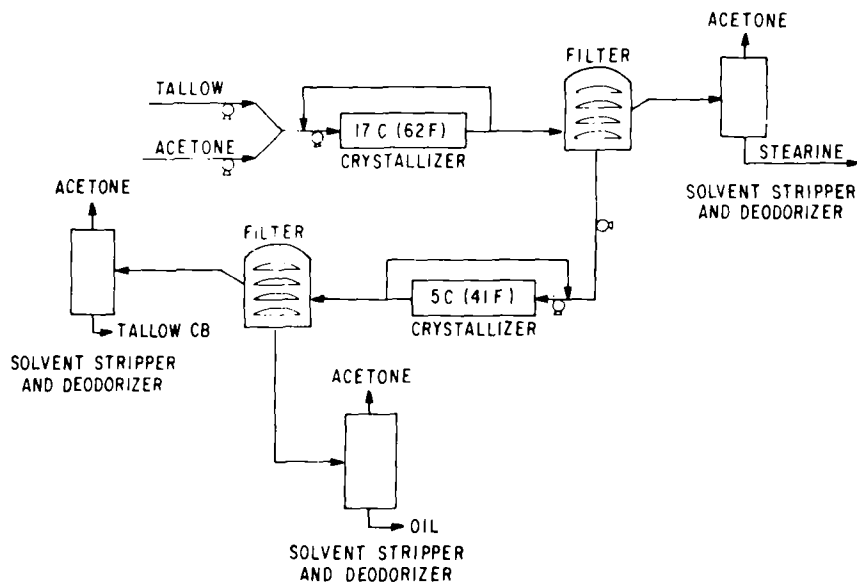 ACETONE
FILTER
TALLOW
17 C (62 F)
ACETONE
CRYSTALLIZER
STEARINE
SOLVENT STRIPPER
AND DEODORIZER
ACETONE
FILTER
5 C (41 F)
CRYSTALLIZER
TALLOW CB
SOLVENT STRIPPER
AND DEODORIZER
ACETONE
OIL
SOLVENT STRIPPER
AND DEODORIZER